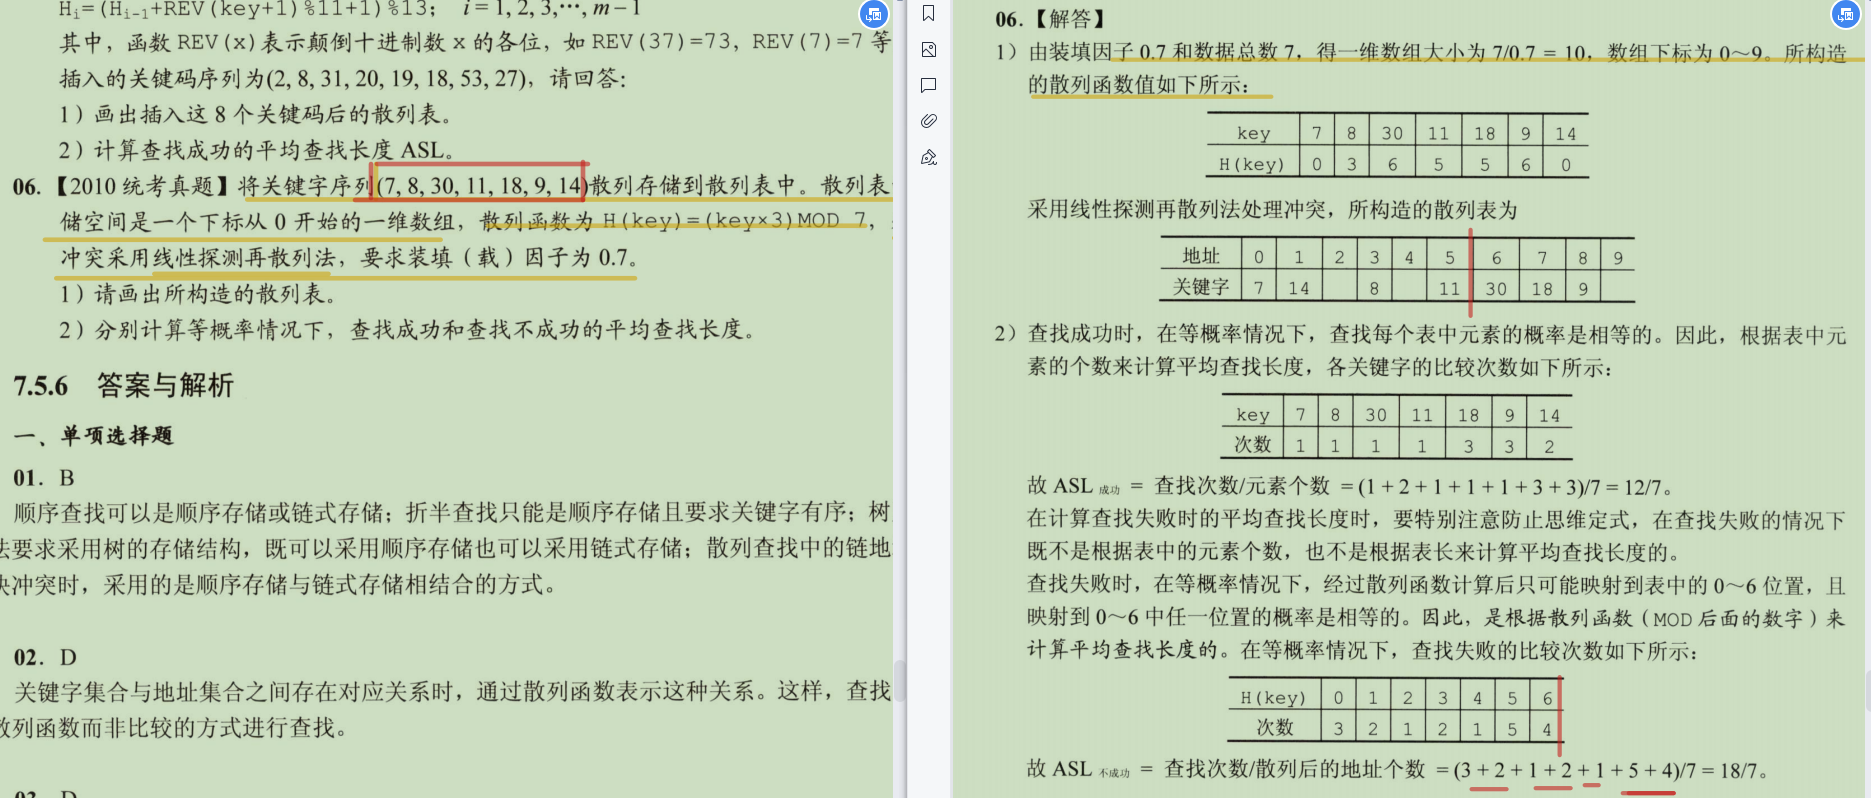 Hi=(Hi-1+REV(key+1)%11+1)%13; i=1, 2, 3,…, m−1
其中，函数 REV(x)表示颠倒十进制数 x 的各位，如 REV(37)=73，REV(7)=7 等
插入的关键码序列为(2, 8, 31, 20, 19, 18, 53, 27)，请回答：
1）画出插入这 8 个关键码后的散列表。
2）计算查找成功的平均查找长度 ASL。
06.【2010 统考真题】将关键字序列(7, 8, 30, 11, 18, 9, 14)散列存储到散列表中。散列表
储空间是一个下标从 0 开始的一维数组，散列函数为 H(key)=(key×3)MOD 7，
冲突采用线性探测再散列法，要求装填（载）因子为 0.7。
1）请画出所构造的散列表。
2）分别计算等概率情况下，查找成功和查找不成功的平均查找长度。
7.5.6 答案与解析
一、单项选择题
01. B
顺序查找可以是顺序存储或链式存储；折半查找只能是顺序存储且要求关键字有序；树
法要求采用树的存储结构，既可以采用顺序存储也可以采用链式存储；散列查找中的链地
决冲突时，采用的是顺序存储与链式存储相结合的方式。
02. D
关键字集合与地址集合之间存在对应关系时，通过散列函数表示这种关系。这样，查找
散列函数而非比较的方式进行查找。
03. D
06.【解答】
1）由装填因子 0.7 和数据总数 7，得一维数组大小为 7/0.7 = 10，数组下标为 0～9。所构造
的散列函数值如下所示：
key 7 8 30 11 18 9 14
H(key) 0 3 6 5 5 6 0
采用线性探测再散列法处理冲突，所构造的散列表为
地址 0 1 2 3 4 5 6 7 8 9
关键字 7 14 8 11 30 18 9
2）查找成功时，在等概率情况下，查找每个表中元素的概率是相等的。因此，根据表中元
素的个数来计算平均查找长度，各关键字的比较次数如下所示：
key 7 8 30 11 18 9 14
次数 1 1 1 1 3 3 2
故 ASL成功 = 查找次数/元素个数 = (1 + 2 + 1 + 1 + 1 + 3 + 3)/7 = 12/7。
在计算查找失败时的平均查找长度时，要特别注意防止思维定式，在查找失败的情况下
既不是根据表中的元素个数，也不是根据表长来计算平均查找长度的。
查找失败时，在等概率情况下，经过散列函数计算后只可能映射到表中的 0～6 位置，且
映射到 0～6 中任一位置的概率是相等的。因此，是根据散列函数（MOD 后面的数字）来
计算平均查找长度的。在等概率情况下，查找失败的比较次数如下所示：
H(key) 0 1 2 3 4 5 6
次数 3 2 1 2 1 5 4
故 ASL不成功 = 查找次数/散列后的地址个数 = (3 + 2 + 1 + 2 + 1 + 5 + 4)/7 = 18/7。